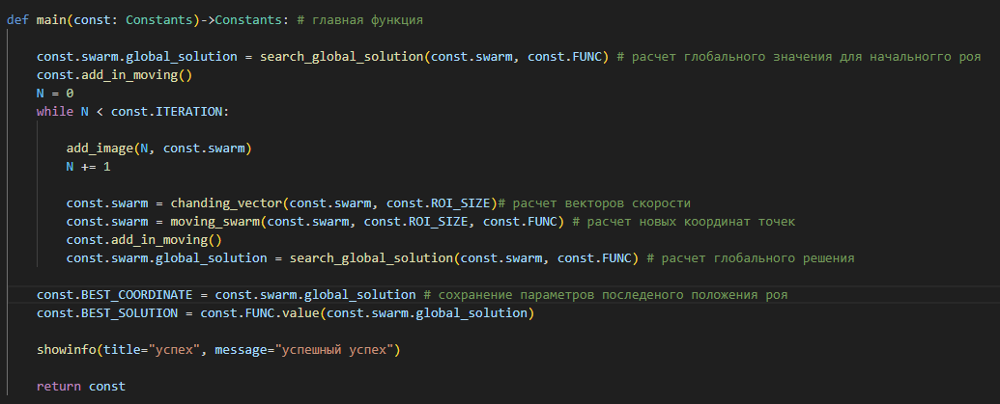 def main(const: Constants)->Constants: # главная функция
const.swarm.global_solution = search_global_solution(const.swarm, const.FUNC) # расчет глобального значения для начальногго роя
const.add_in_moving()
N = 0
while N < const.ITERATION:
add_image(N, const.swarm)
N += 1
const.swarm = chanding_vector(const.swarm, const.ROI_SIZE)# расчет векторов скорости
const.swarm = moving_swarm(const.swarm, const.ROI_SIZE, const.FUNC) # расчет новых координат точек
const.add_in_moving()
const.swarm.global_solution = search_global_solution(const.swarm, const.FUNC) # расчет глобального решения
const.BEST_COORDINATE = const.swarm.global_solution # сохранение параметров последеного положения роя
const.BEST_SOLUTION = const.FUNC.value(const.swarm.global_solution)
showinfo(title="успех", message="успешный успех")
return const